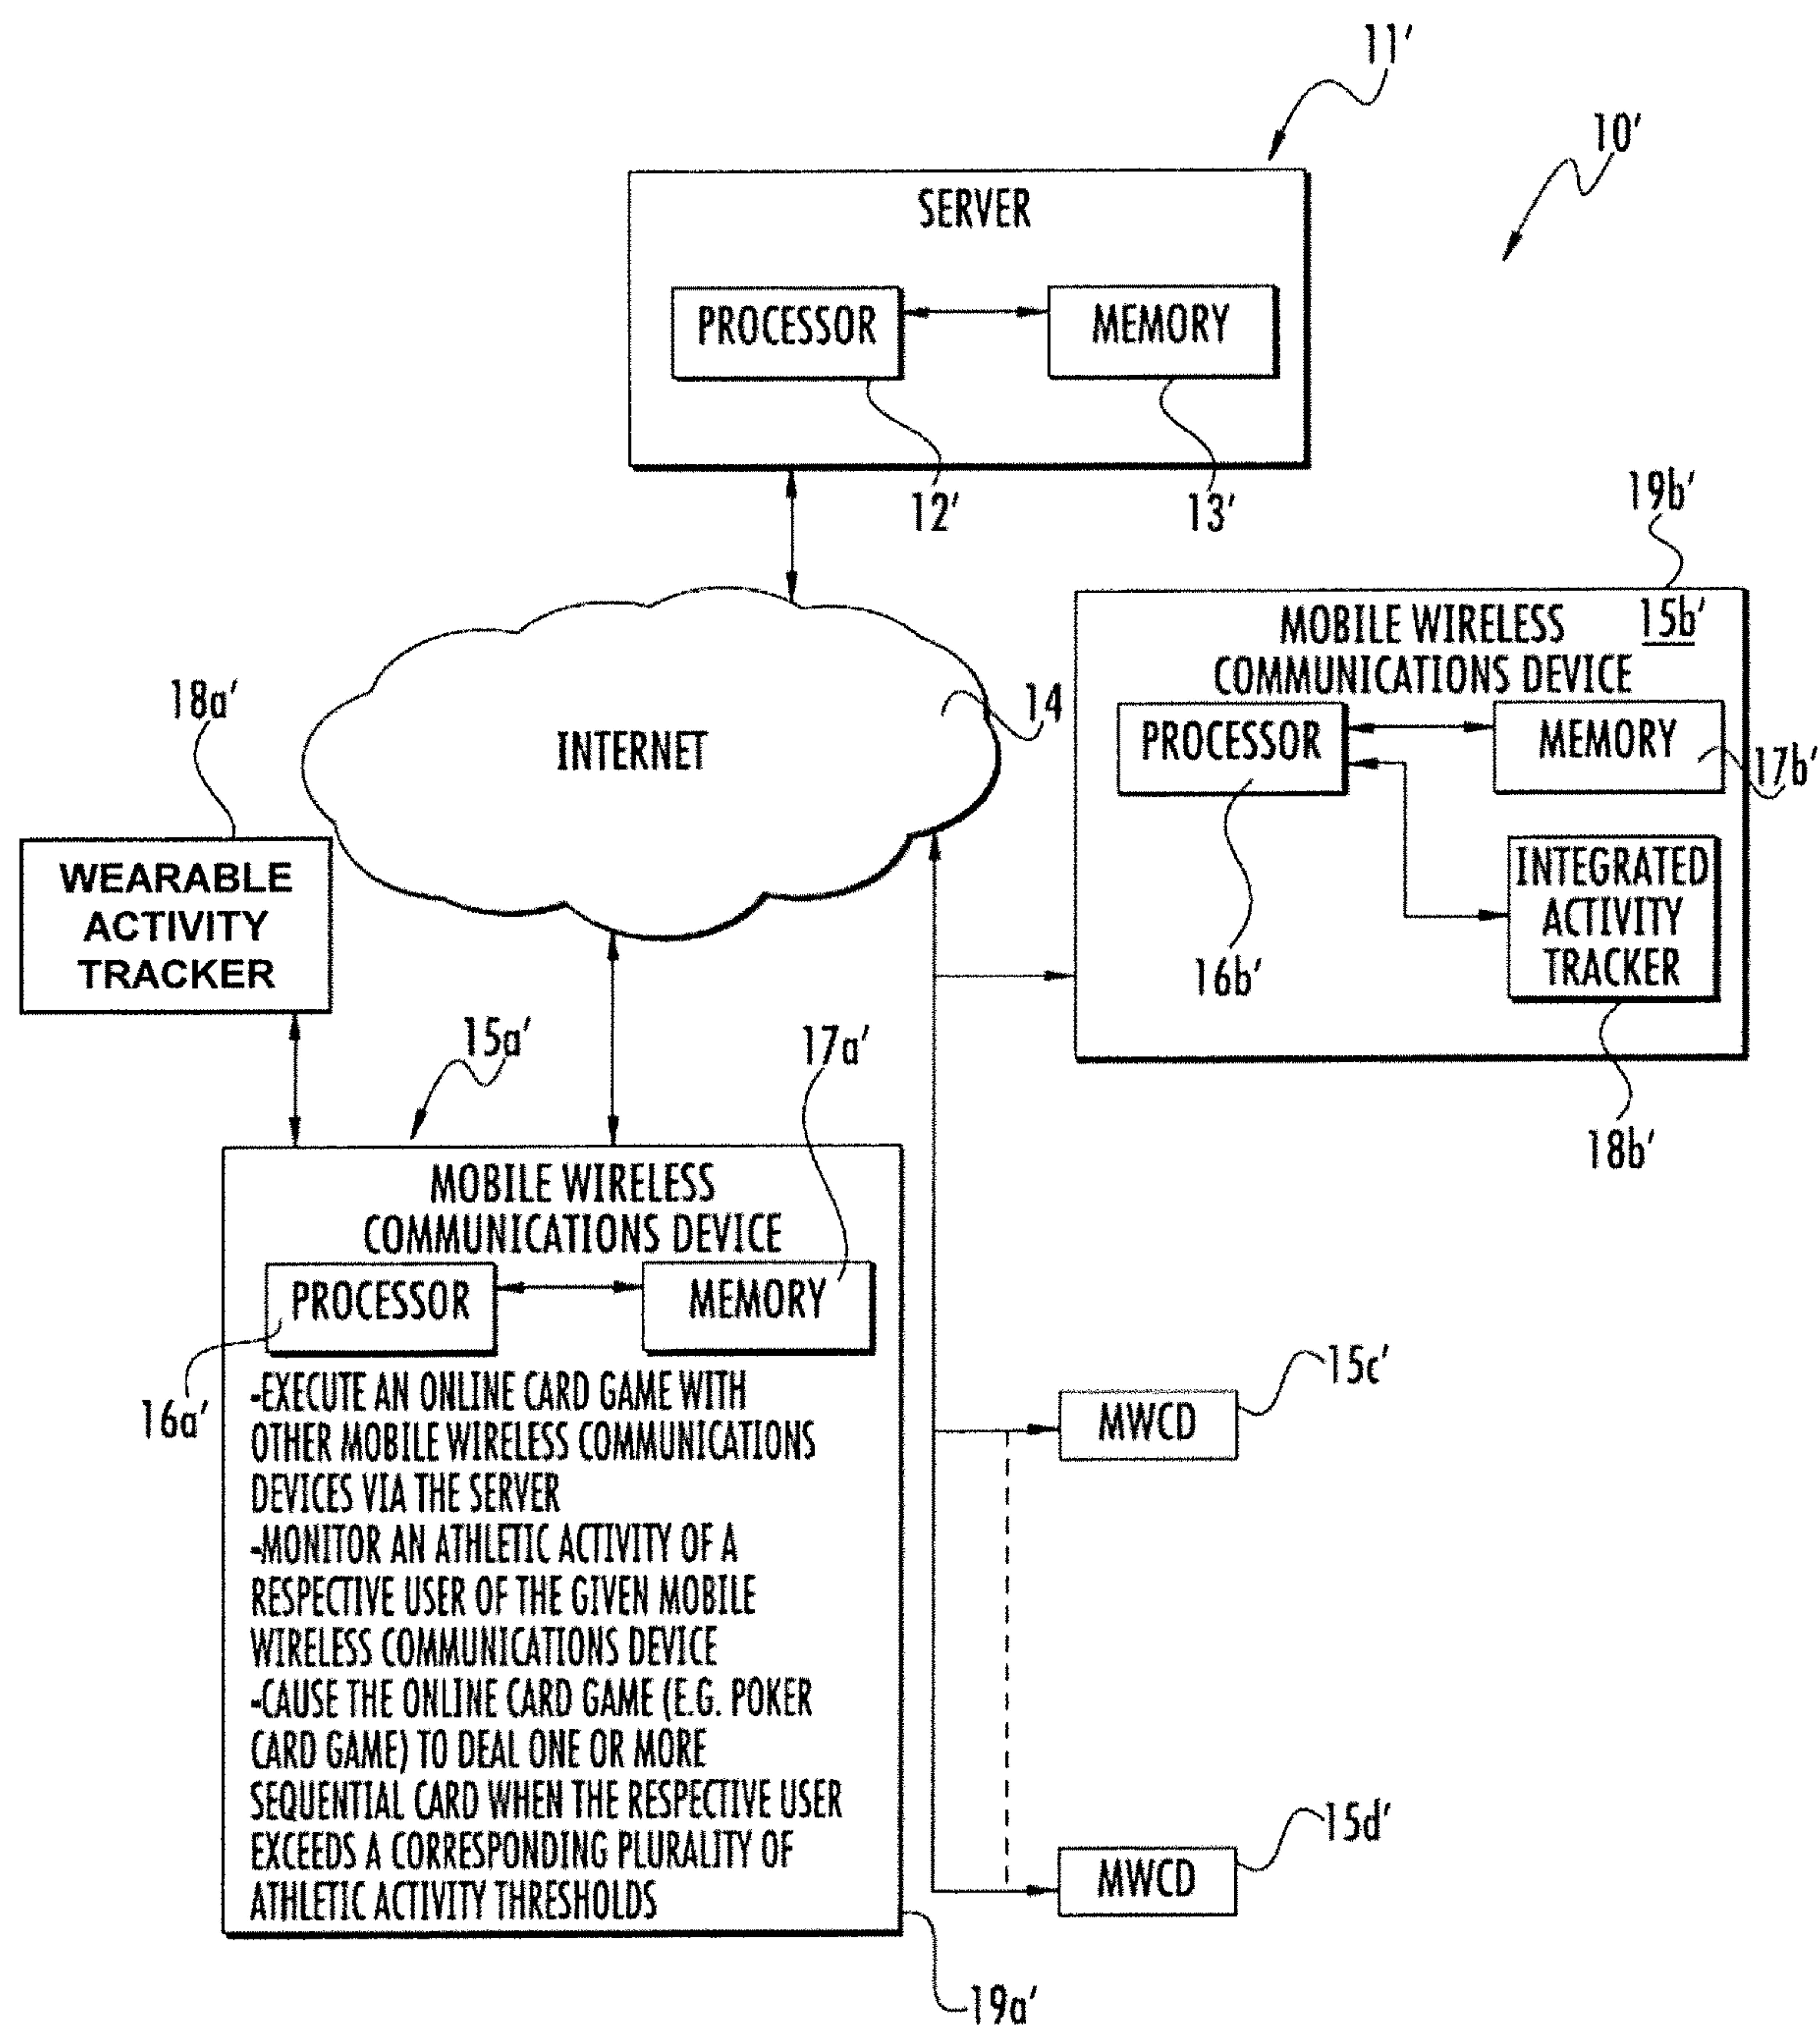 11′
10′
SERVER
PROCESSOR
MEMORY
12′
13′
19b′
15b′
MOBILE WIRELESS
COMMUNICATIONS DEVICE
PROCESSOR
MEMORY
17b′
INTEGRATED
ACTIVITY
TRACKER
16b′
18b′
14
INTERNET
18a′
WEARABLE
ACTIVITY
TRACKER
15a′
17a′
MOBILE WIRELESS
COMMUNICATIONS DEVICE
PROCESSOR
MEMORY
16a′
-EXECUTE AN ONLINE CARD GAME WITH
OTHER MOBILE WIRELESS COMMUNICATIONS
DEVICES VIA THE SERVER
-MONITOR AN ATHLETIC ACTIVITY OF A
RESPECTIVE USER OF THE GIVEN MOBILE
WIRELESS COMMUNICATIONS DEVICE
-CAUSE THE ONLINE CARD GAME (E.G. POKER
CARD GAME) TO DEAL ONE OR MORE
SEQUENTIAL CARD WHEN THE RESPECTIVE USER
EXCEEDS A CORRESPONDING PLURALITY OF
ATHLETIC ACTIVITY THRESHOLDS
19a′
15c′
MWCD
15d′
MWCD